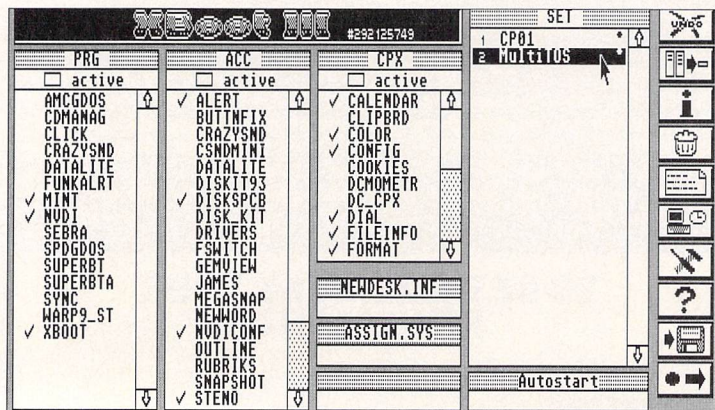 XBoot III
#292125749
PRG
active
AMCGDOS
CDMANAG
CLICK
CRAZYSND
DATALITE
FUNKALRT
✓ MINT
✓ NVDI
SEBRA
SPDGDOS
SUPERBT
SUPERBTA
SYNC
WARP9_ST
✓ XBOOT
ACC
active
✓ ALERT
BUTTNFIX
CRAZYSND
CSNDMINI
DATALITE
DISKIT93
✓ DISKSPCB
DISK_KIT
DRIVERS
FSWITCH
GEMVIEW
JAMES
MEGASNAP
NEWWORD
✓ NVDICONF
OUTLINE
RUBRIKS
SNAPSHOT
✓ STENO
CPX
active
✓ CALENDAR
CLIPBRD
✓ COLOR
✓ CONFIG
COOKIES
DCMOMETR
DC_CPX
✓ DIAL
✓ FILEINFO
✓ FORMAT
NEWDESK.INF
ASSIGN.SYS
SET
1 CP01 *
2 MultiTOS *
Autostart
UNDO
?